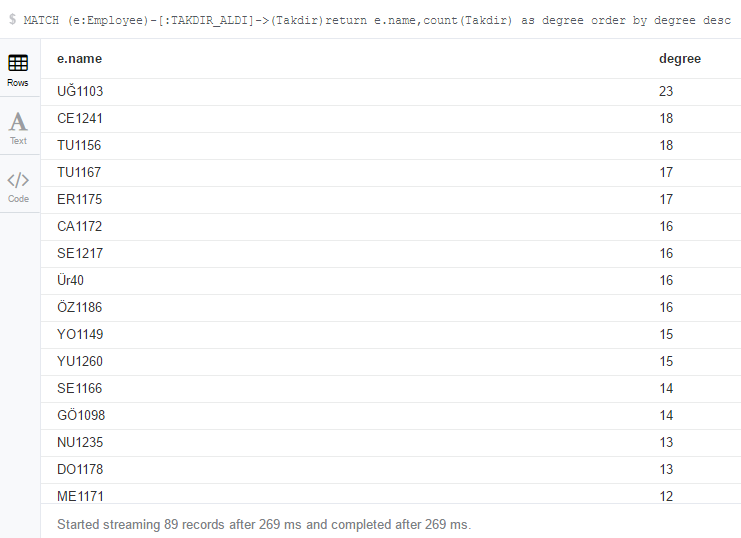 $ MATCH (e:Employee)-[:TAKDIR_ALDI]->(Takdir)return e.name,count(Takdir) as degree order by degree desc
e.name degree
Rows
UĞ1103 23
CE1241 18
A
Text
TU1156 18
TU1167 17
</>
Code
ER1175 17
CA1172 16
SE1217 16
Ür40 16
ÖZ1186 16
YO1149 15
YU1260 15
SE1166 14
GÖ1098 14
NU1235 13
DO1178 13
ME1171 12
Started streaming 89 records after 269 ms and completed after 269 ms.